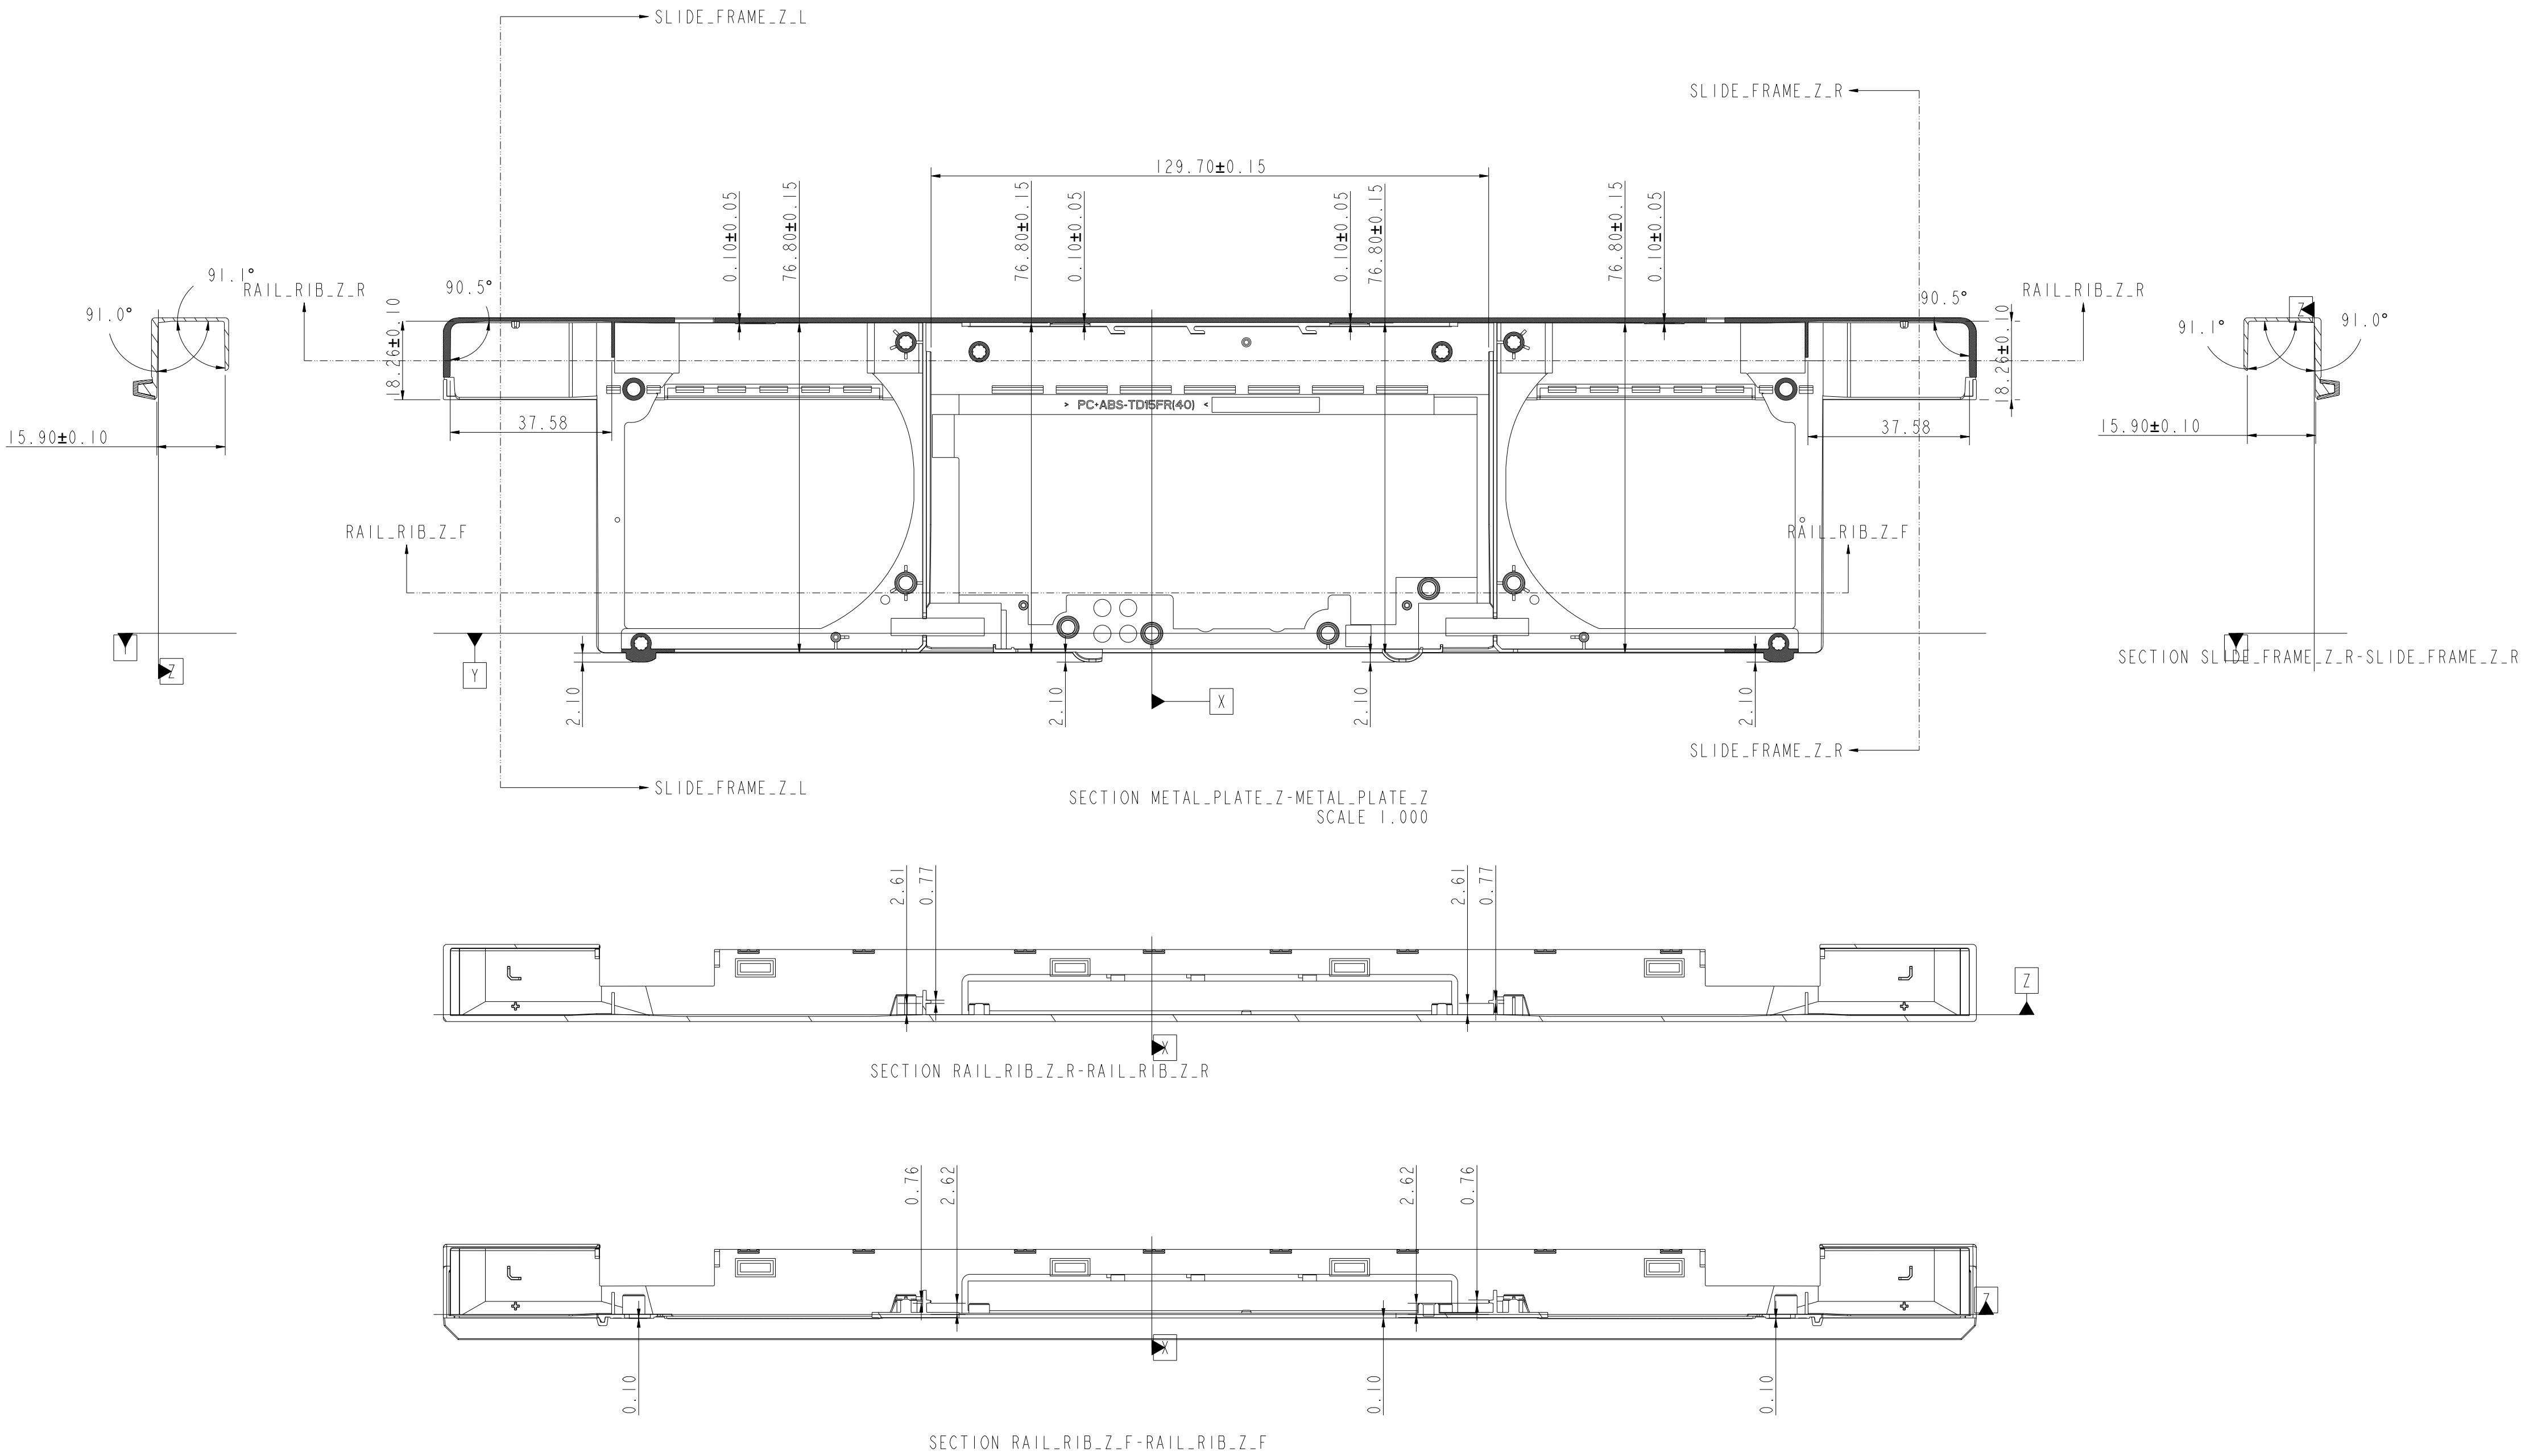 SLIDE_FRAME_Z_L
SLIDE_FRAME_Z_R
129.70±0.15
0.10±0.05
76.80±0.15
76.80±0.15
0.10±0.05
0.10±0.05
76.80±0.15
76.80±0.15
0.10±0.05
91.1°
RAIL_RIB_Z_R
91.0°
90.5°
18.26±0.10
90.5°
18.26±0.10
RAIL_RIB_Z_R
Z
91.1°
91.0°
> PC+ABS-TD15FR(40) <
37.58
37.58
15.90±0.10
15.90±0.10
RAIL_RIB_Z_F
RAIL_RIB_Z_F
Y
Z
Y
SECTION SLIDE_FRAME_Z_R-SLIDE_FRAME_Z_R
2.10
2.10
X
2.10
2.10
SLIDE_FRAME_Z_R
SLIDE_FRAME_Z_L
SECTION METAL_PLATE_Z-METAL_PLATE_Z
SCALE 1.000
2.61
0.77
2.61
0.77
Z
X
SECTION RAIL_RIB_Z_R-RAIL_RIB_Z_R
0.76
2.62
2.62
0.76
Z
X
0.10
0.10
0.10
SECTION RAIL_RIB_Z_F-RAIL_RIB_Z_F